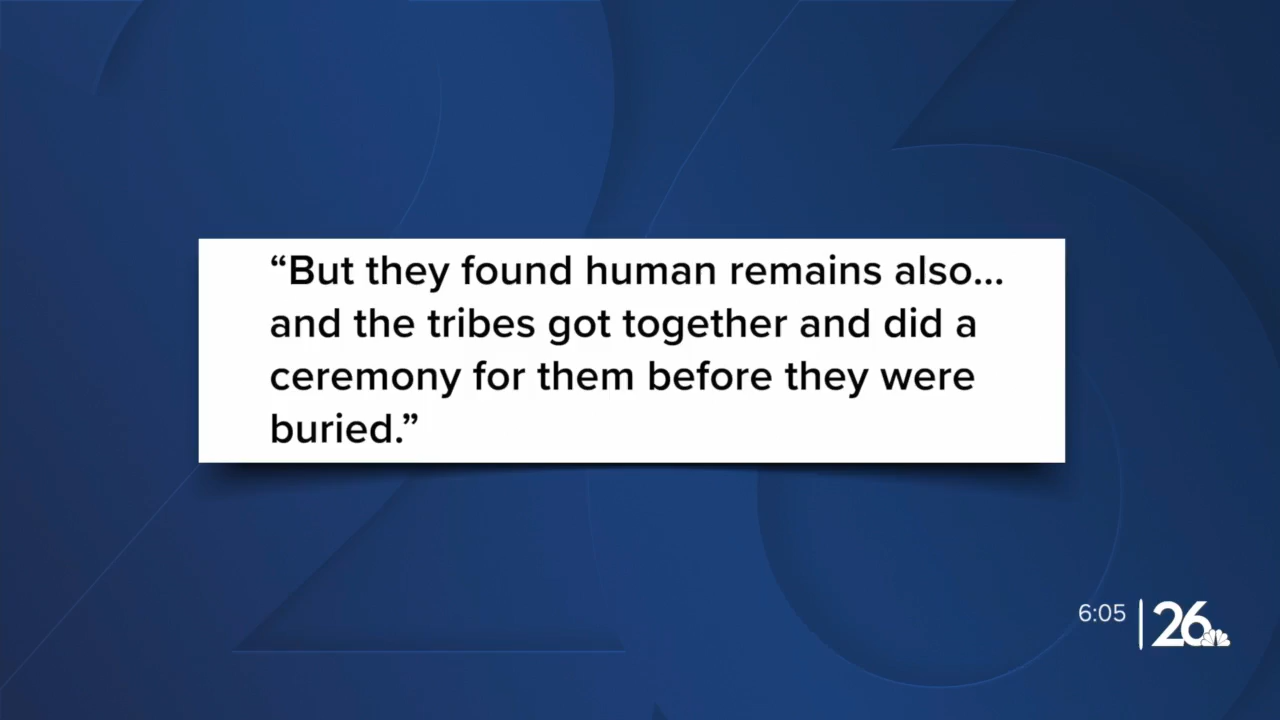 “But they found human remains also...
and the tribes got together and did a
ceremony for them before they were
buried.”
6:05
26